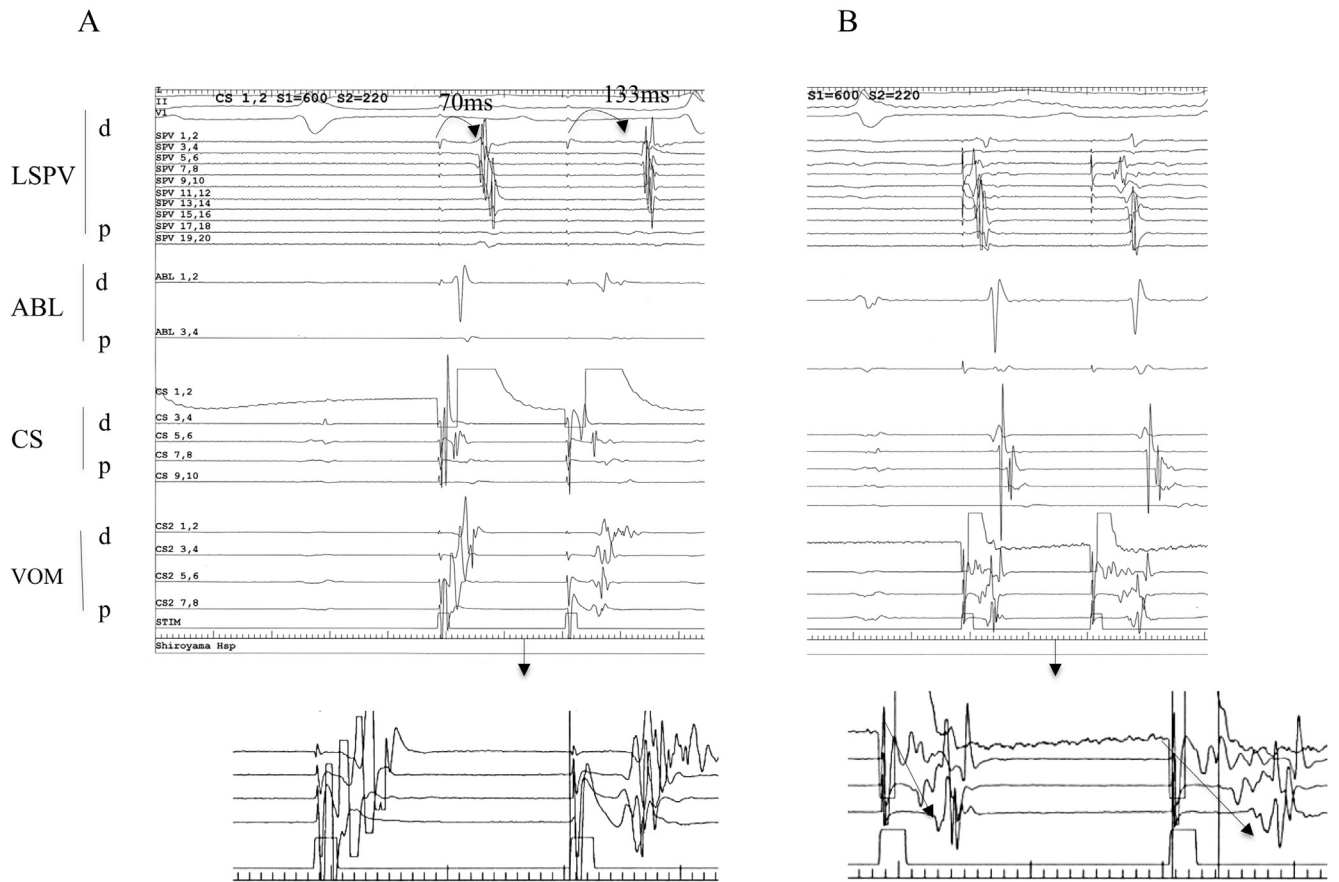 A
B
I
II
V1
CS 1,2 S1=600 S2=220
70ms
133ms
S1=600 S2=220
LSPV
d
p
SPV 1,2
SPV 3,4
SPV 5,6
SPV 7,8
SPV 9,10
SPV 11,12
SPV 13,14
SPV 15,16
SPV 17,18
SPV 19,20
ABL
d
p
ABL 1,2
ABL 3,4
CS
d
p
CS 1,2
CS 3,4
CS 5,6
CS 7,8
CS 9,10
VOM
d
p
CS2 1,2
CS2 3,4
CS2 5,6
CS2 7,8
STIM
Shiroyama Hsp